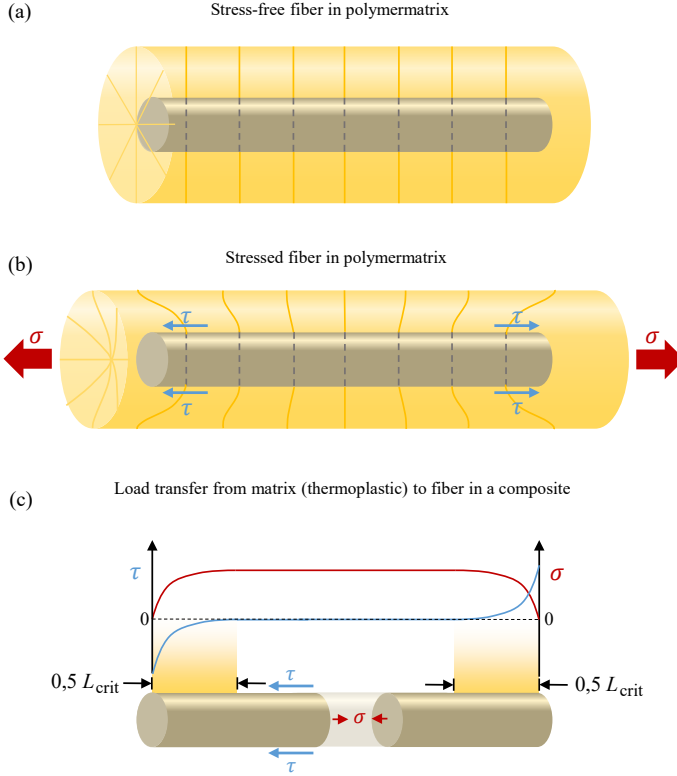 (a)
Stress-free fiber in polymermatrix
(b)
Stressed fiber in polymermatrix
σ
τ
τ
σ
τ
τ
Load transfer from matrix (thermoplastic) to fiber in a composite
(c)
τ
σ
0
0
0,5 Lcrit
τ
0,5 Lcrit
σ
τ